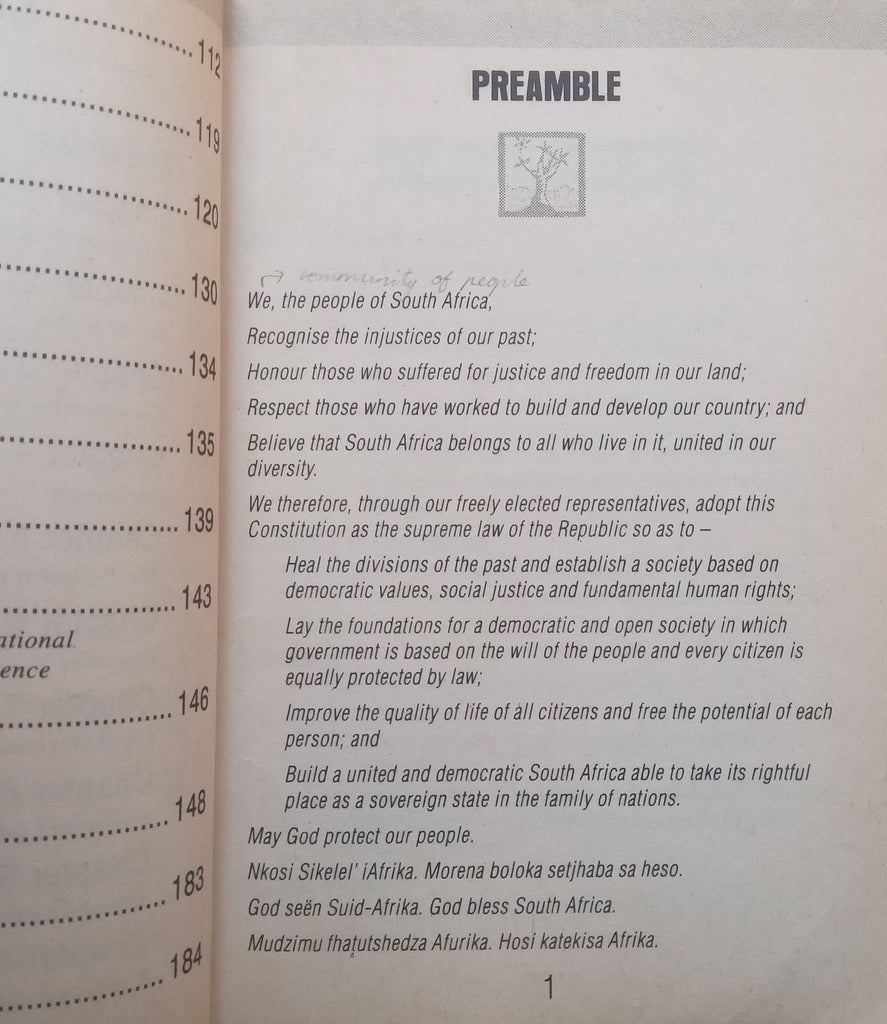 112
119
120
130
134
135
139
143
ational
ence
146
148
183
184
PREAMBLE
community of people
We, the people of South Africa,
Recognise the injustices of our past;
Honour those who suffered for justice and freedom in our land;
Respect those who have worked to build and develop our country; and
Believe that South Africa belongs to all who live in it, united in our
diversity.
We therefore, through our freely elected representatives, adopt this
Constitution as the supreme law of the Republic so as to –
Heal the divisions of the past and establish a society based on
democratic values, social justice and fundamental human rights;
Lay the foundations for a democratic and open society in which
government is based on the will of the people and every citizen is
equally protected by law;
Improve the quality of life of all citizens and free the potential of each
person; and
Build a united and democratic South Africa able to take its rightful
place as a sovereign state in the family of nations.
May God protect our people.
Nkosi Sikelel' iAfrika. Morena boloka setjhaba sa heso.
God seën Suid-Afrika. God bless South Africa.
Mudzimu fhaṱutshedza Afurika. Hosi katekisa Afrika.
1